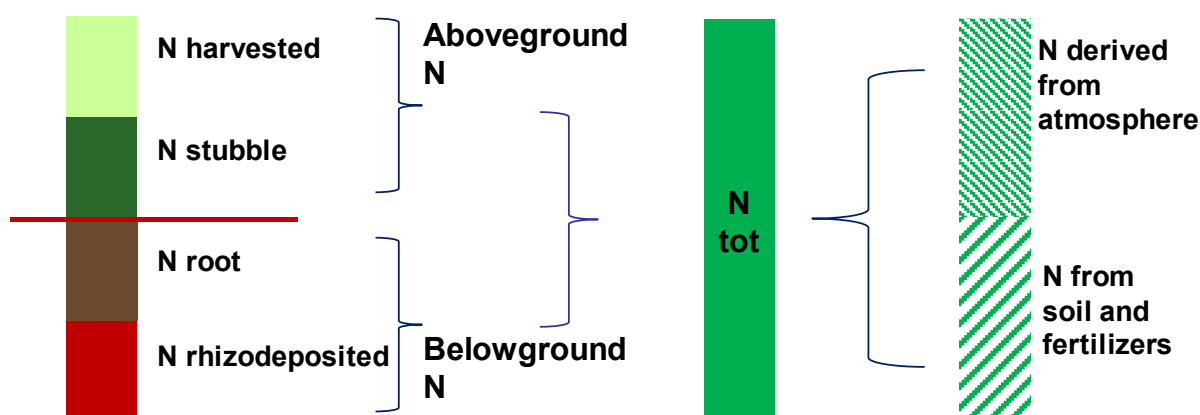 N harvested
N stubble
N root
N rhizodeposited
Aboveground
N
Belowground
N
N
tot
N derived
from
atmosphere
N from
soil and
fertilizers